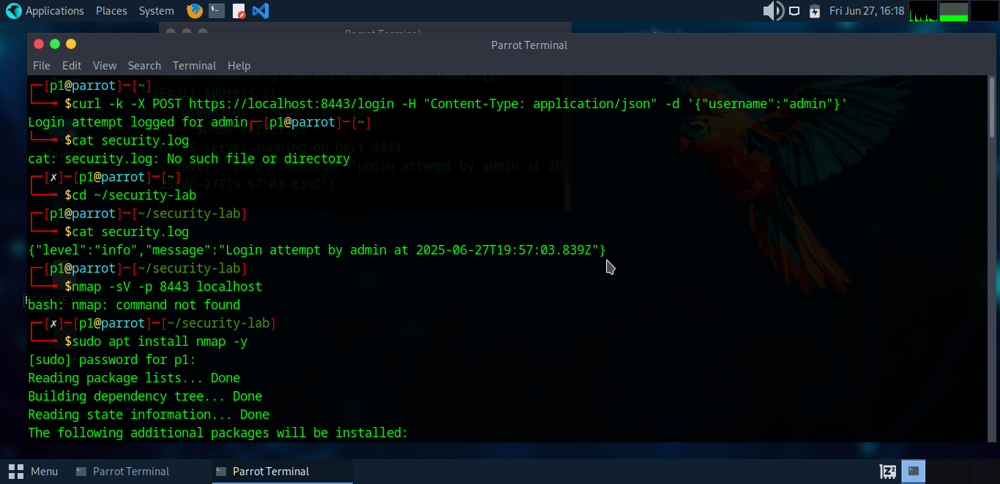 Applications Places System Fri Jun 27, 16:18
Parrot Terminal
Parrot Terminal
File Edit View Search Terminal Help
┌─[p1@parrot]─[~]
└──╼ $curl -k -X POST https://localhost:8443/login -H "Content-Type: application/json" -d '{"username":"admin"}'
Login attempt logged for admin┌─[p1@parrot]─[~]
└──╼ $cat security.log
cat: security.log: No such file or directory
┌─[✗]─[p1@parrot]─[~]
└──╼ $cd ~/security-lab
┌─[p1@parrot]─[~/security-lab]
└──╼ $cat security.log
{"level":"info","message":"Login attempt by admin at 2025-06-27T19:57:03.839Z"}
┌─[p1@parrot]─[~/security-lab]
└──╼ $nmap -sV -p 8443 localhost
bash: nmap: command not found
┌─[✗]─[p1@parrot]─[~/security-lab]
└──╼ $sudo apt install nmap -y
[sudo] password for p1:
Reading package lists... Done
Building dependency tree... Done
Reading state information... Done
The following additional packages will be installed:
Menu Parrot Terminal Parrot Terminal